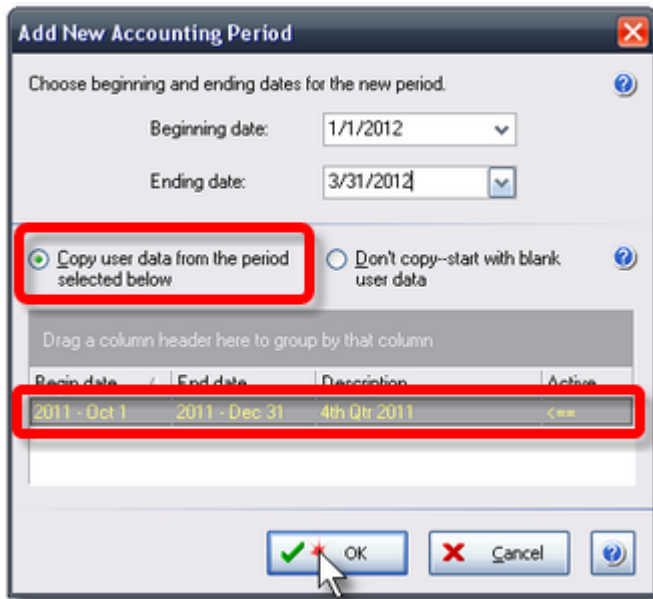 Add New Accounting Period
Choose beginning and ending dates for the new period.
Beginning date: 1/1/2012
Ending date: 3/31/2012
Copy user data from the period selected below
Don't copy--start with blank user data
Drag a column header here to group by that column
Begin date / End date Description Active
2011 - Oct 1 2011 - Dec 31 4th Qtr 2011 <==
OK Cancel